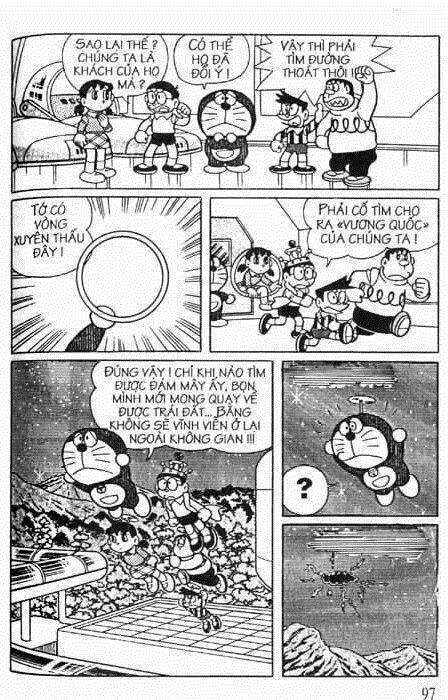 SAO LẠI THẾ ?
CHÚNG TA LÀ
KHÁCH CỦA HỌ
MÀ ?
CÓ THỂ
HỌ ĐÃ
ĐỔI Ý !
VẬY THÌ PHẢI
TÌM ĐƯỜNG
THOÁT THÔI !
TỚ CÓ
VÒNG
XUYÊN THẤU
ĐÂY !
PHẢI CỐ TÌM CHO
RA «VƯƠNG QUỐC»
CỦA CHÚNG TA !
ĐÚNG VẬY ! CHỈ KHI NÀO TÌM
ĐƯỢC ĐÁM MÂY ẤY, BỌN
MÌNH MỚI MONG QUAY VỀ
ĐƯỢC TRÁI ĐẤT... BẰNG
KHÔNG SẼ VĨNH VIỄN Ở LẠI
NGOÀI KHÔNG GIAN !!!
?
97